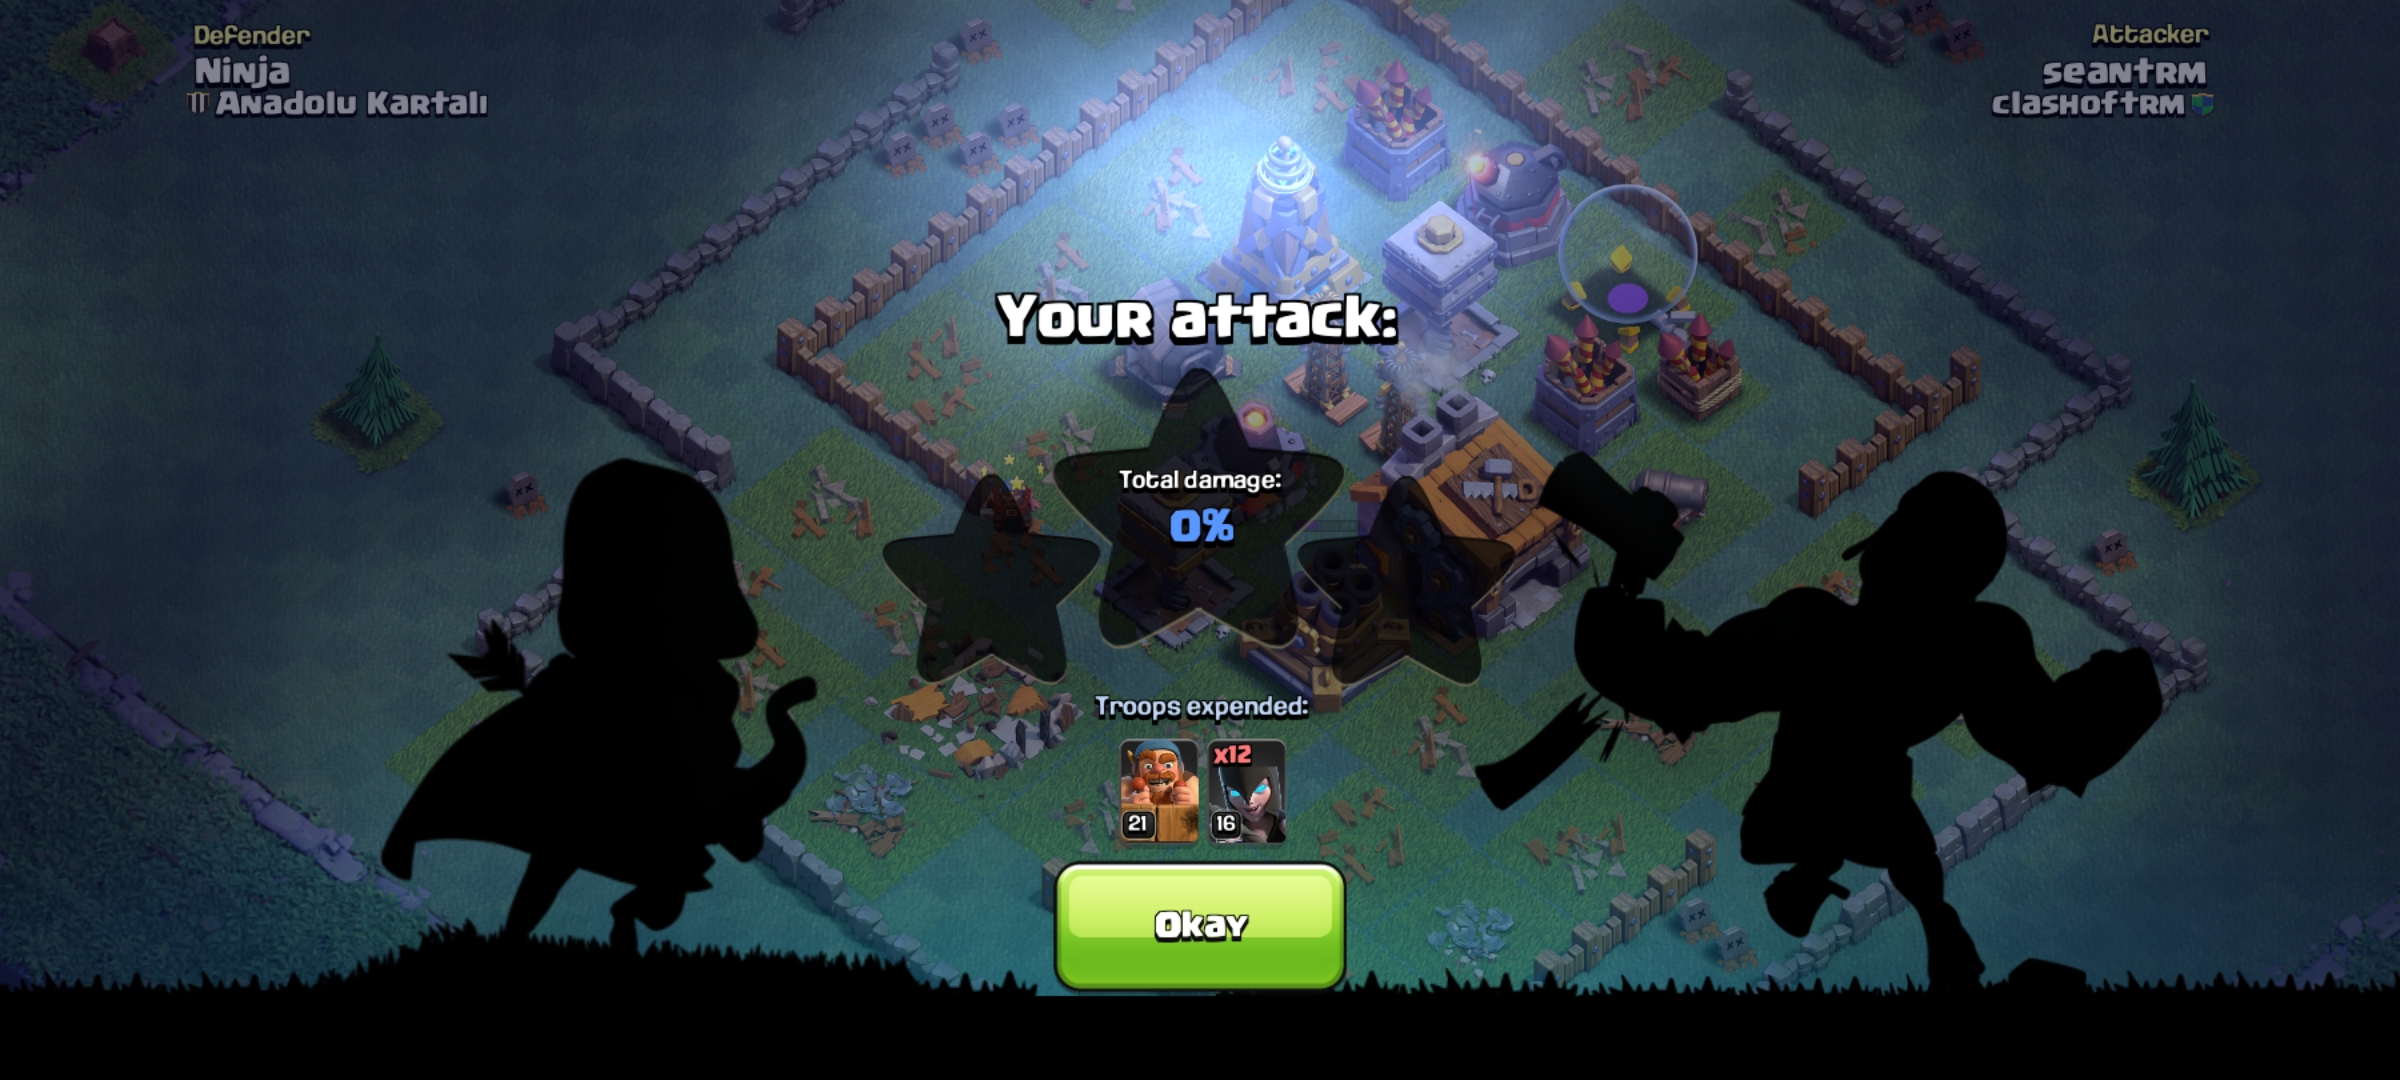 Defender
Ninja
Anadolu Kartalı
Attacker
seantRM
clashoftRM
Your attack:
Total damage:
0%
Troops expended:
x12
21
16
Okay